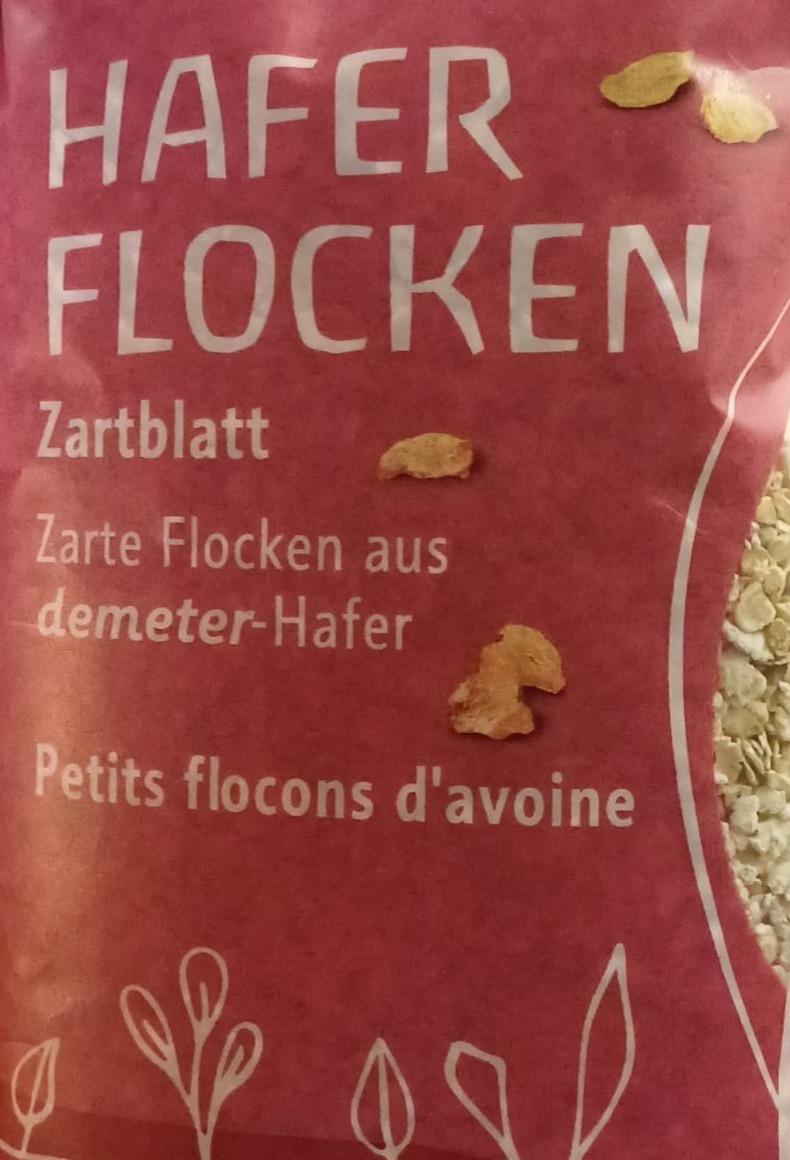 HAFER
FLOCKEN
Zartblatt
Zarte Flocken aus
demeter-Hafer
Petits flocons d'avoine